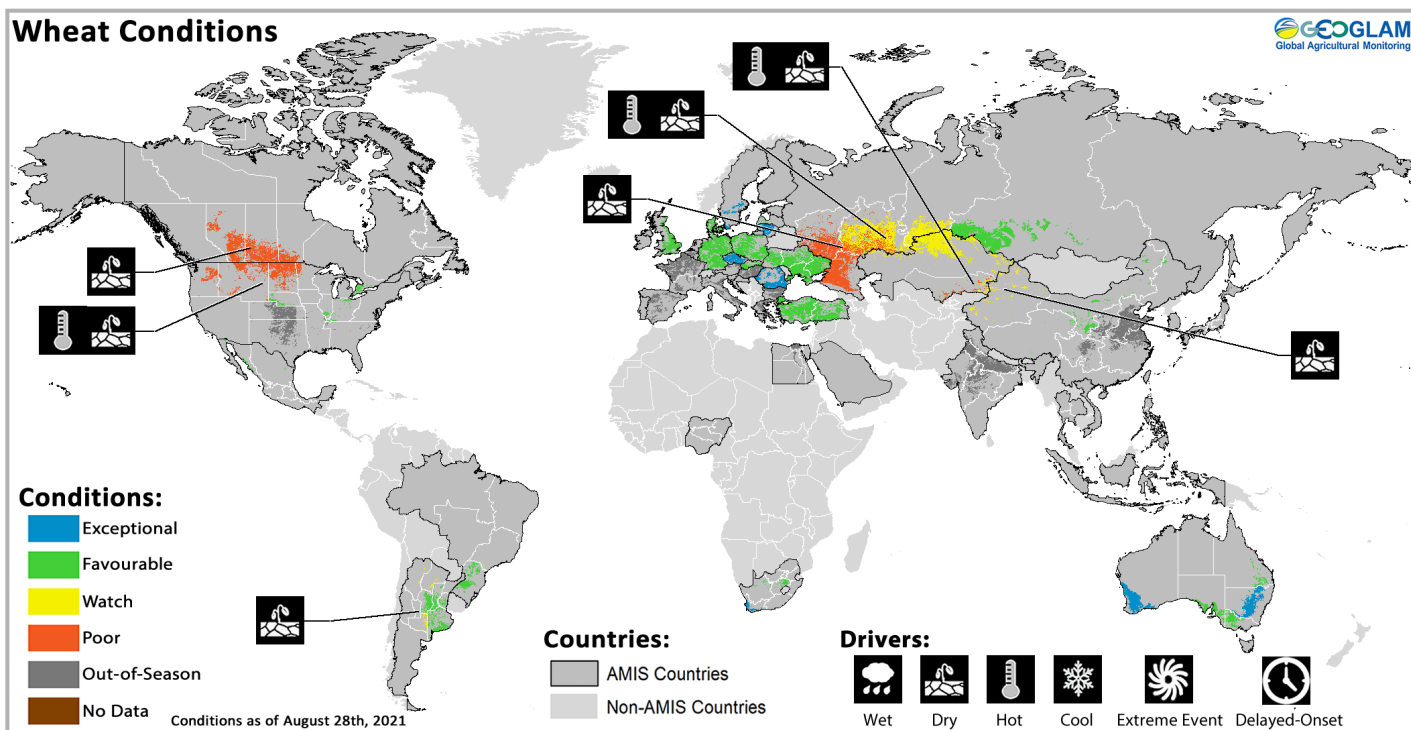 Wheat Conditions
GEOGLAM
Global Agricultural Monitoring
Conditions:
Exceptional
Favourable
Watch
Poor
Out-of-Season
No Data
Conditions as of August 28th, 2021
Countries:
AMIS Countries
Non-AMIS Countries
Drivers:
Wet
Dry
Hot
Cool
Extreme Event
Delayed-Onset